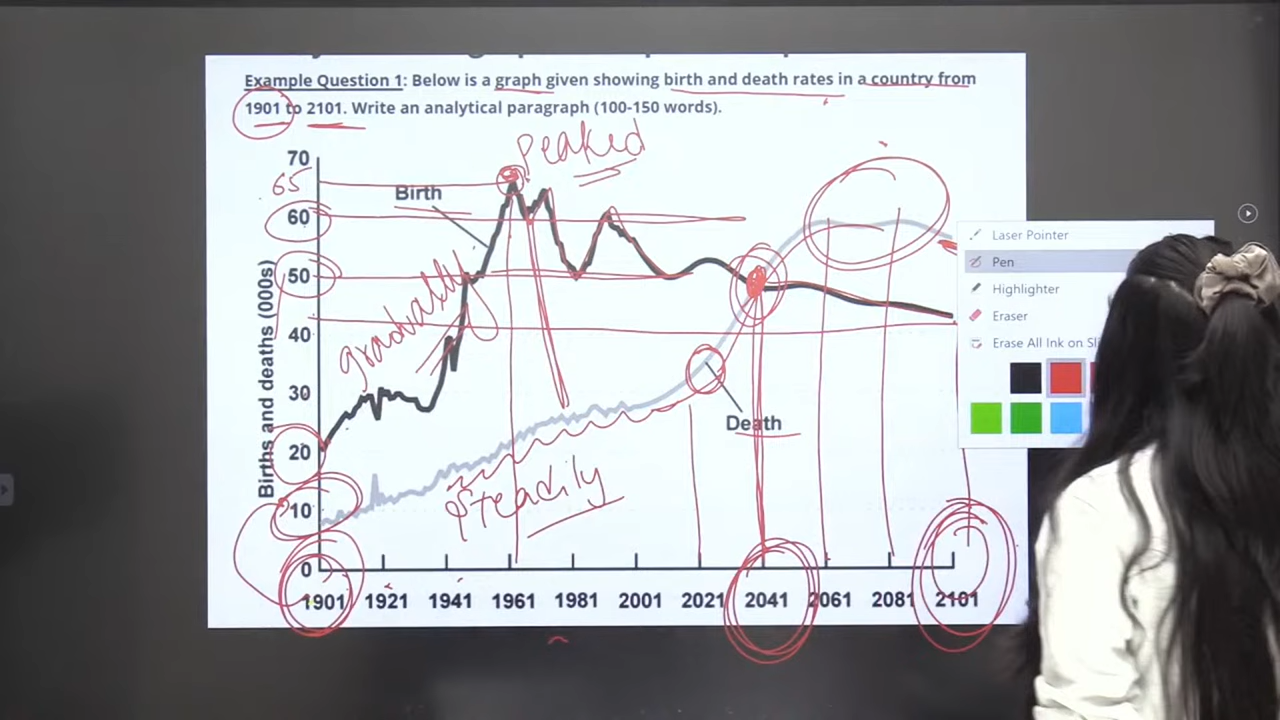 Example Question 1: Below is a graph given showing birth and death rates in a country from
1901 to 2101. Write an analytical paragraph (100-150 words).
Peaked
70
65
Birth
60
Laser Pointer
Pen
Highlighter
Eraser
Erase All Ink on Sl
50
gradually
40
30
20
10
0
Births and deaths (000s)
Death
Steadily
1901 1921 1941 1961 1981 2001 2021 2041 2061 2081 2101